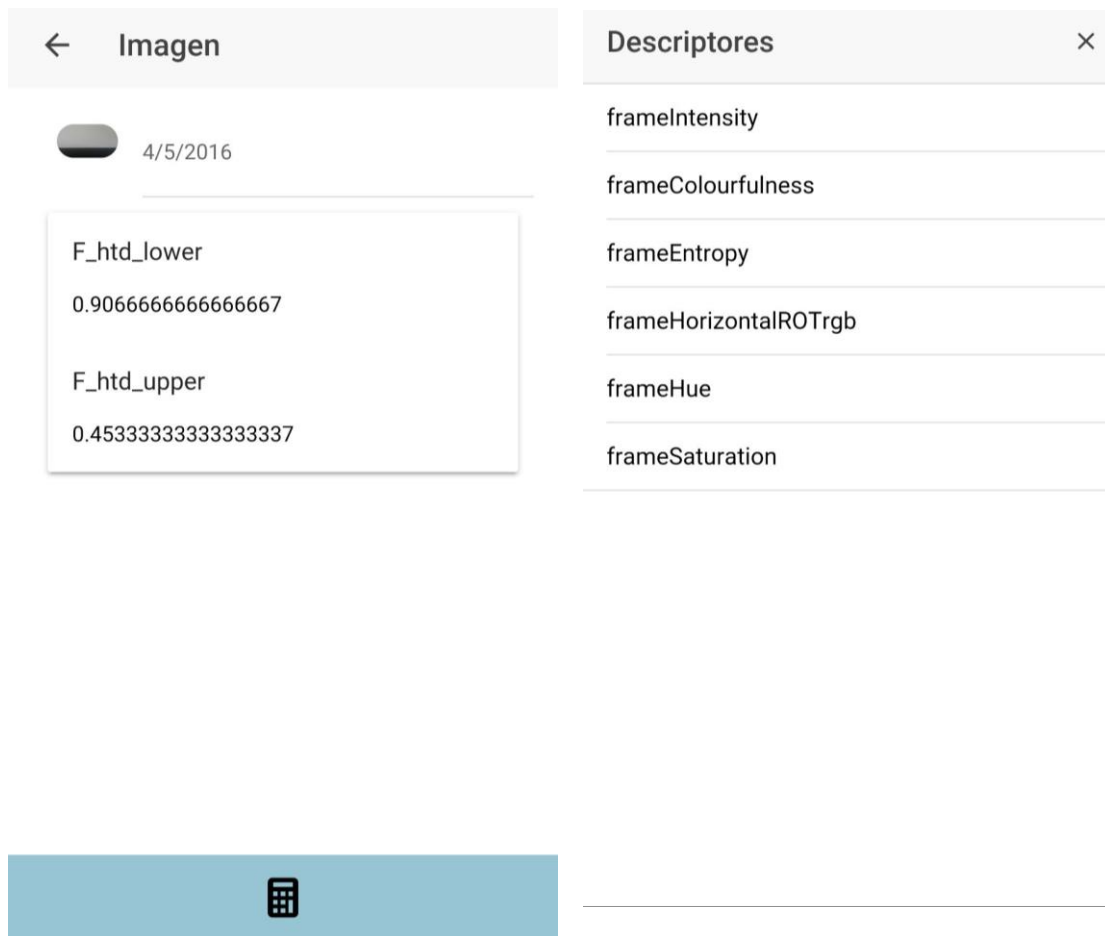 Imagen
4/5/2016
F_htd_lower
0.9066666666666667
F_htd_upper
0.45333333333333337
Descriptores
frameIntensity
frameColourfulness
frameEntropy
frameHorizontalROTrgb
frameHue
frameSaturation